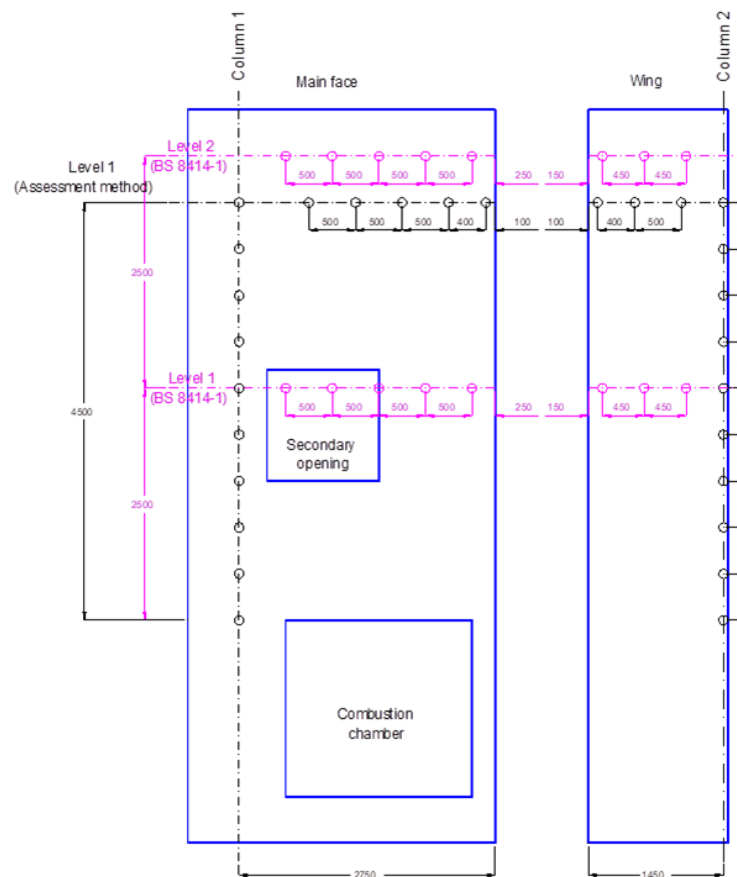 Column 1
Column 2
Main face
Wing
Level 2
(BS 8414-1)
Level 1
(Assessment method)
500 500 500 500 250 150 450 450
500 500 500 400 100 100 400 500
2500
Level 1
(BS 8414-1)
4500
500 500 500 500 250 150 450 450
Secondary
opening
2500
Combustion
chamber
2750
1450